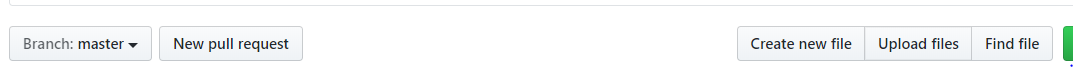 Branch: master New pull request Create new file Upload files Find file